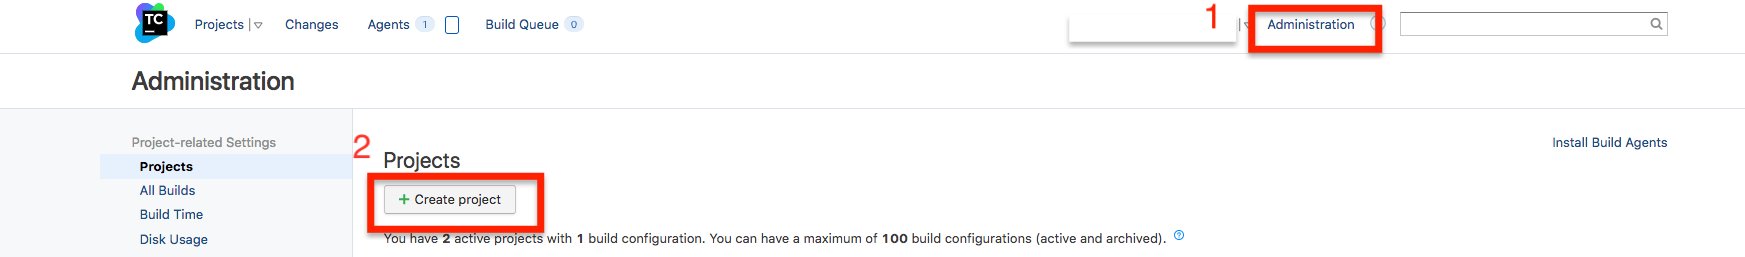 TC
Projects
Changes
Agents 1
Build Queue 0
1
Administration
Administration
Project-related Settings
Projects
All Builds
Build Time
Disk Usage
2
Projects
Install Build Agents
+ Create project
You have 2 active projects with 1 build configuration. You can have a maximum of 100 build configurations (active and archived). ?